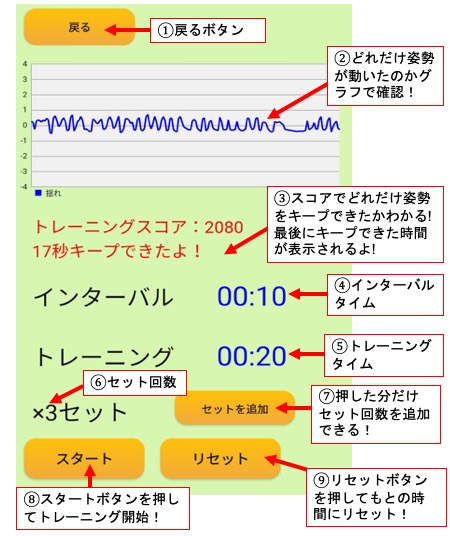 戻る
①戻るボタン
②どれだけ姿勢
が動いたのかグ
ラフで確認！
4
3
2
1
0
-1
-2
-3
-4
揺れ
③スコアでどれだけ姿勢
をキープできたかわかる!
最後にキープできた時間
が表示されるよ!
トレーニングスコア：2080
17秒キープできたよ！
インターバル
00:10
④インターバル
タイム
トレーニング
00:20
⑤トレーニング
タイム
⑥セット回数
×3セット
セットを追加
⑦押した分だけ
セット回数を追加
できる！
スタート
リセット
⑧スタートボタンを押し
てトレーニング開始！
⑨リセットボタン
を押してもとの時
間にリセット！